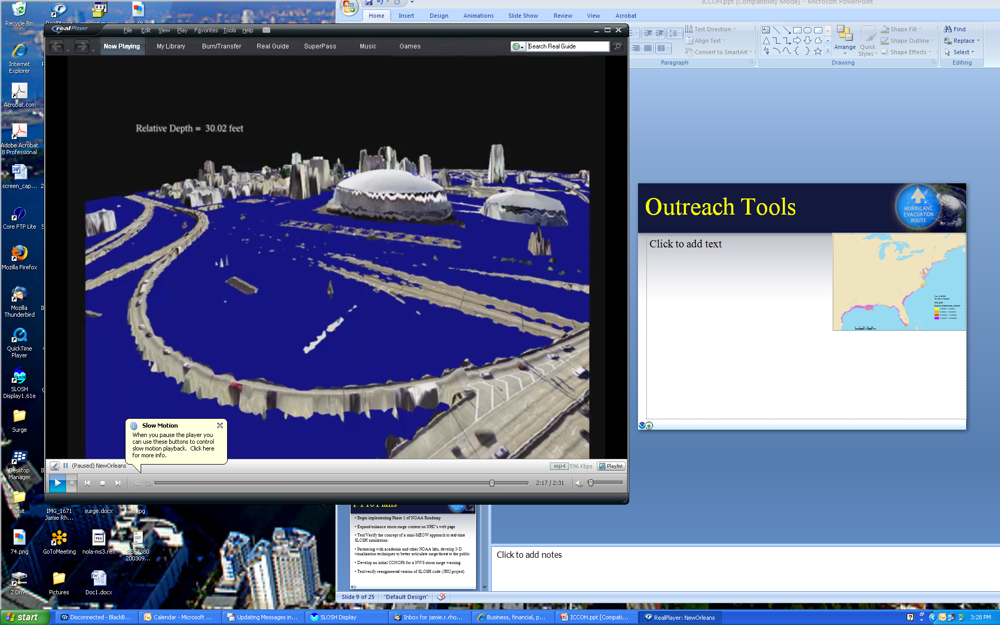 ICCOH.ppt [Compatibility Mode] - Microsoft PowerPoint
Home Insert Design Animations Slide Show Review View Acrobat
Text Direction
Align Text
Convert to SmartArt
Paragraph
Arrange
Quick
Styles
Shape Fill
Shape Outline
Shape Effects
Drawing
Find
Replace
Select
Editing
Recycle Bin
Internet
Explorer
Acrobat.com
Adobe Acrobat
8 Professional
screen_cap...
Core FTP Lite
Mozilla Firefox
Mozilla
Thunderbird
QuickTime
Player
SLOSH
Display1.61e
Surge
Desktop
Manager
visit
74.png
Z Drive
realPlayer
File Edit View Play Favorites Tools Help
Now Playing My Library Burn/Transfer Real Guide SuperPass Music Games
Search Real Guide
Relative Depth = 30.02 feet
Slow Motion
When you pause the player you
can use these buttons to control
slow motion playback. Click here
for more info.
(Paused) NewOrleans
mp4 596 Kbps Playlist
2:17 / 2:31
IMG_1671
Jamie Rh...
surge.docx
GoToMeeting
nola-ms3.rex
8557380
200309...
Pictures
Doc1.docx
Outreach Tools
HURRICANE
EVACUATION
ROUTE
Click to add text
• Begin implementing Phase 1 of NOAA Roadmap
• Expand/enhance storm surge content on NHC's web page
• Test/Verify the concept of a mini-MEOW approach to real-time
SLOSH simulations
• Partnering with academia and other NOAA labs, develop 3-D
visualization techniques to better articulate surge threat to the public
• Develop an initial CONOPS for a NWS storm surge warning
• Test/verify reengineered version of SLOSH code (JHU project)
Click to add notes
Slide 9 of 25 "Default Design"
start
Disconnected - BlackB...
Calendar - Microsoft ...
Updating Messages in...
SLOSH Display
Inbox for jamie.r.rho...
Business, financial, p...
ICCOH.ppt [Compati...
RealPlayer: NewOrleans
3:28 PM